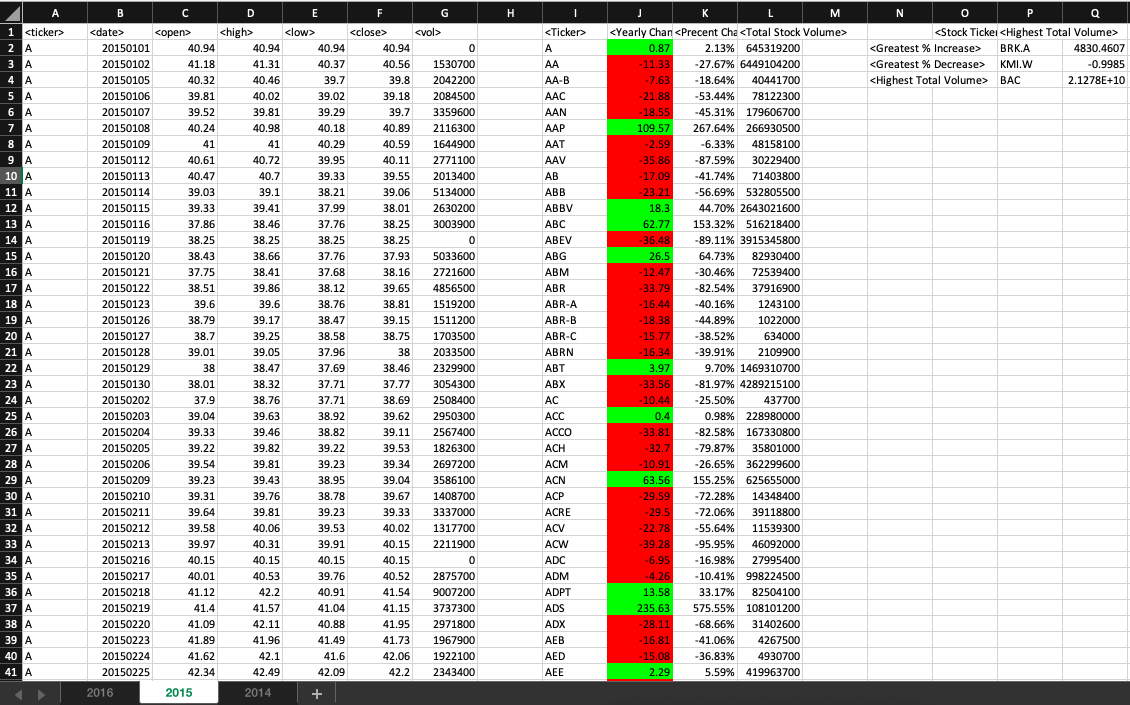 A B C D E F G H I J K L M N O P Q
1 <ticker> <date> <open> <high> <low> <close> <vol> <Ticker> <Yearly Chan <Precent Cha <Total Stock Volume> <Stock Ticker <Highest Total Volume>
2 A 20150101 40.94 40.94 40.94 40.94 0 A 0.87 2.13% 645319200 <Greatest % Increase> BRK.A 4830.4607
3 A 20150102 41.18 41.31 40.37 40.56 1530700 AA -11.33 -27.67% 6449104200 <Greatest % Decrease> KMI.W -0.9985
4 A 20150105 40.32 40.46 39.7 39.8 2042200 AA-B -7.63 -18.64% 40441700 <Highest Total Volume> BAC 2.1278E+10
5 A 20150106 39.81 40.02 39.02 39.18 2084500 AAC -21.88 -53.44% 78122300
6 A 20150107 39.52 39.81 39.29 39.7 3359600 AAN -18.55 -45.31% 179606700
7 A 20150108 40.24 40.98 40.18 40.89 2116300 AAP 109.57 267.64% 266930500
8 A 20150109 41 41 40.29 40.59 1644900 AAT -2.59 -6.33% 48158100
9 A 20150112 40.61 40.72 39.95 40.11 2771100 AAV -35.86 -87.59% 30229400
10 A 20150113 40.47 40.7 39.33 39.55 2013400 AB -17.09 -41.74% 71403800
11 A 20150114 39.03 39.1 38.21 39.06 5134000 ABB -23.21 -56.69% 532805500
12 A 20150115 39.33 39.41 37.99 38.01 2630200 ABBV 18.3 44.70% 2643021600
13 A 20150116 37.86 38.46 37.76 38.25 3003900 ABC 62.77 153.32% 516218400
14 A 20150119 38.25 38.25 38.25 38.25 0 ABEV -36.48 -89.11% 3915345800
15 A 20150120 38.43 38.66 37.76 37.93 5033600 ABG 26.5 64.73% 82930400
16 A 20150121 37.75 38.41 37.68 38.16 2721600 ABM -12.47 -30.46% 72539400
17 A 20150122 38.51 39.86 38.12 39.65 4856500 ABR -33.79 -82.54% 37916900
18 A 20150123 39.6 39.6 38.76 38.81 1519200 ABR-A -16.44 -40.16% 1243100
19 A 20150126 38.79 39.17 38.47 39.15 1511200 ABR-B -18.38 -44.89% 1022000
20 A 20150127 38.7 39.25 38.58 38.75 1703500 ABR-C -15.77 -38.52% 634000
21 A 20150128 39.01 39.05 37.96 38 2033500 ABRN -16.34 -39.91% 2109900
22 A 20150129 38 38.47 37.69 38.46 2329900 ABT 3.97 9.70% 1469310700
23 A 20150130 38.01 38.32 37.71 37.77 3054300 ABX -33.56 -81.97% 4289215100
24 A 20150202 37.9 38.76 37.71 38.69 2508400 AC -10.44 -25.50% 437700
25 A 20150203 39.04 39.63 38.92 39.62 2950300 ACC 0.4 0.98% 228980000
26 A 20150204 39.33 39.46 38.82 39.11 2567400 ACCO -33.81 -82.58% 167330800
27 A 20150205 39.22 39.82 39.22 39.53 1826300 ACH -32.7 -79.87% 35801000
28 A 20150206 39.54 39.81 39.23 39.34 2697200 ACM -10.91 -26.65% 362299600
29 A 20150209 39.23 39.43 38.95 39.04 3586100 ACN 63.56 155.25% 625655000
30 A 20150210 39.31 39.76 38.78 39.67 1408700 ACP -29.59 -72.28% 14348400
31 A 20150211 39.64 39.81 39.23 39.33 3337000 ACRE -29.5 -72.06% 39118800
32 A 20150212 39.58 40.06 39.53 40.02 1317700 ACV -22.78 -55.64% 11539300
33 A 20150213 39.97 40.31 39.91 40.15 2211900 ACW -39.28 -95.95% 46092000
34 A 20150216 40.15 40.15 40.15 40.15 0 ADC -6.95 -16.98% 27995400
35 A 20150217 40.01 40.53 39.76 40.52 2875700 ADM -4.26 -10.41% 998224500
36 A 20150218 41.12 42.2 40.91 41.54 9007200 ADPT 13.58 33.17% 82504100
37 A 20150219 41.4 41.57 41.04 41.15 3737300 ADS 235.63 575.55% 108101200
38 A 20150220 41.09 42.11 40.88 41.95 2971800 ADX -28.11 -68.66% 31402600
39 A 20150223 41.89 41.96 41.49 41.73 1967900 AEB -16.81 -41.06% 4267500
40 A 20150224 41.62 42.1 41.6 42.06 1922100 AED -15.08 -36.83% 4930700
41 A 20150225 42.34 42.49 42.09 42.2 2343400 AEE 2.29 5.59% 419963700
2016 2015 2014 +